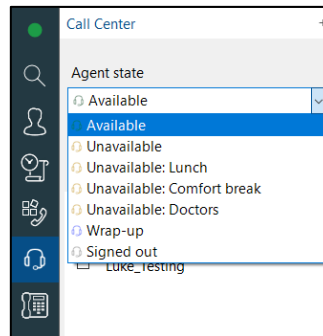 Call Center
Agent state
Available
Available
Unavailable
Unavailable: Lunch
Unavailable: Comfort break
Unavailable: Doctors
Wrap-up
Signed out
Luke_Testing